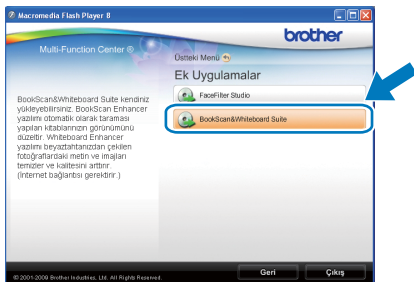 Macromedia Flash Player 8
brother
Multi-Function Center ®
Üstteki Menü
Ek Uygulamalar
FaceFilter Studio
BookScan&Whiteboard Suite
BookScan&Whiteboard Suite kendiniz
yükleyebilirsiniz. BookScan Enhancer
yazılımı otomatik olarak taraması
yapılan kitablarınızın görünümünü
düzeltir. Whiteboard Enhancer
yazılımı beyaztahtanızdan çekilen
fotoğraflardaki metin ve imajları
temizler ve kalitesini arttırır.
(İnternet bağlantısı gerektirir.)
© 2001-2009 Brother Industries, Ltd. All Rights Reserved.
Geri
Çıkış